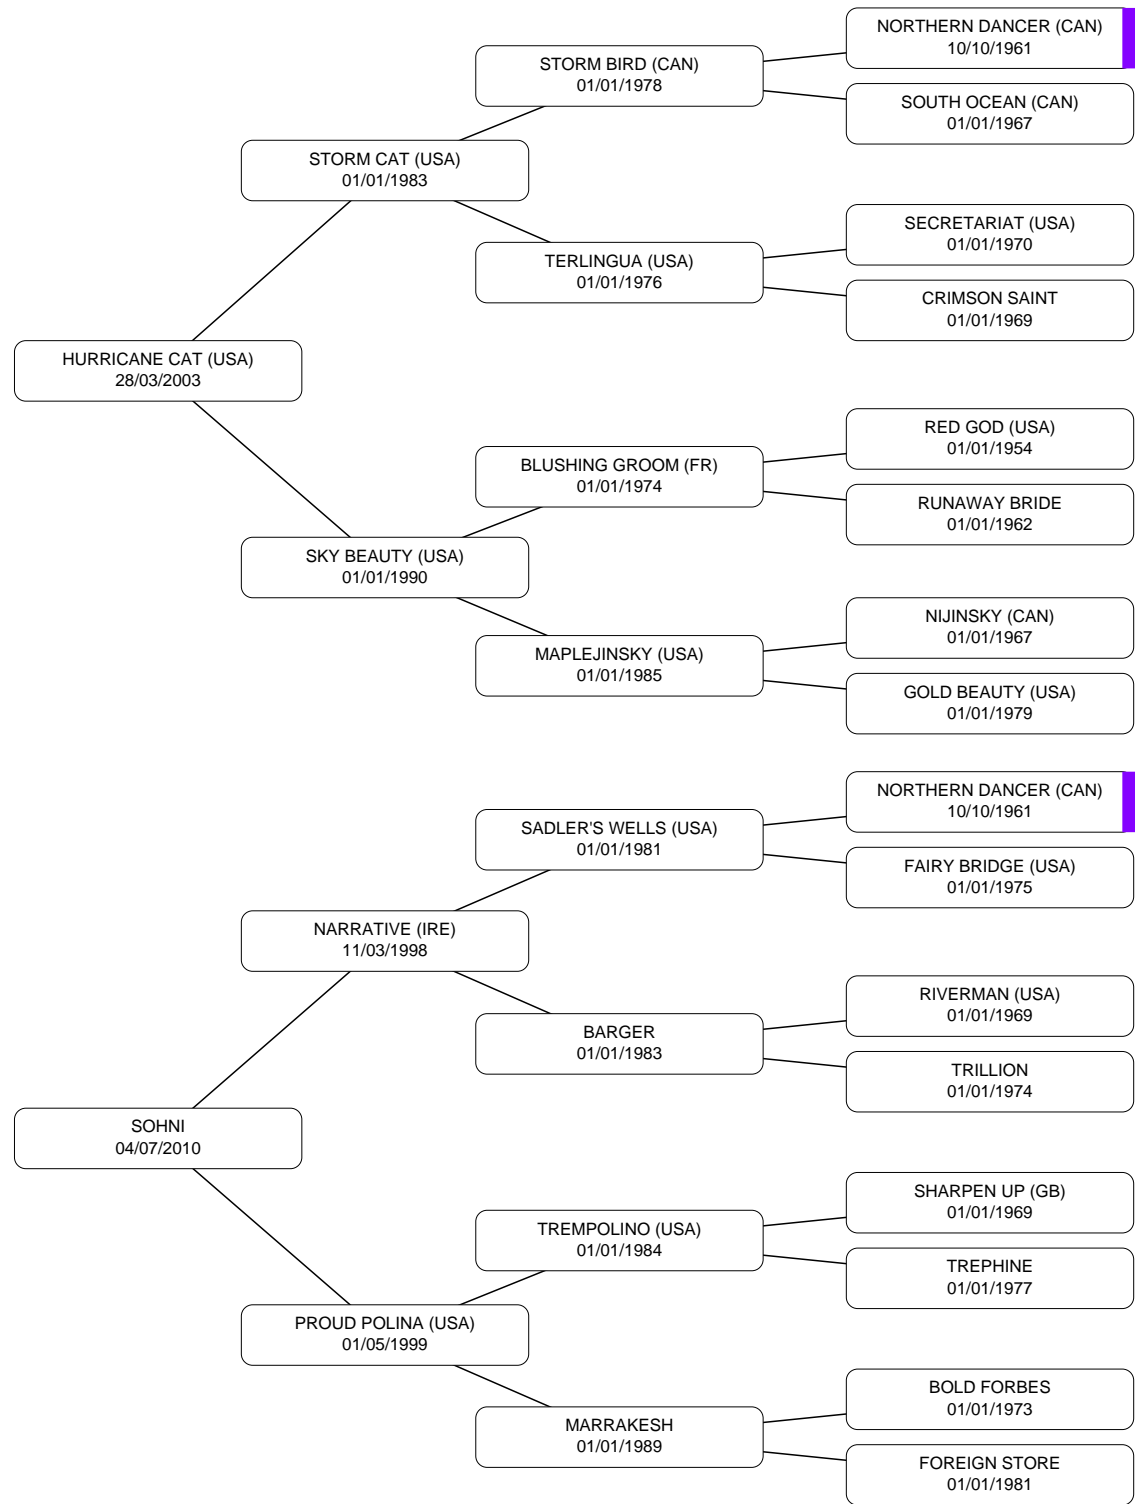 NORTHERN DANCER (CAN)
10/10/1961
STORM BIRD (CAN)
01/01/1978
SOUTH OCEAN (CAN)
01/01/1967
STORM CAT (USA)
01/01/1983
SECRETARIAT (USA)
01/01/1970
TERLINGUA (USA)
01/01/1976
CRIMSON SAINT
01/01/1969
HURRICANE CAT (USA)
28/03/2003
RED GOD (USA)
01/01/1954
BLUSHING GROOM (FR)
01/01/1974
RUNAWAY BRIDE
01/01/1962
SKY BEAUTY (USA)
01/01/1990
NIJINSKY (CAN)
01/01/1967
MAPLEJINSKY (USA)
01/01/1985
GOLD BEAUTY (USA)
01/01/1979
NORTHERN DANCER (CAN)
10/10/1961
SADLER'S WELLS (USA)
01/01/1981
FAIRY BRIDGE (USA)
01/01/1975
NARRATIVE (IRE)
11/03/1998
RIVERMAN (USA)
01/01/1969
BARGER
01/01/1983
TRILLION
01/01/1974
SOHNI
04/07/2010
SHARPEN UP (GB)
01/01/1969
TREMPOLINO (USA)
01/01/1984
TREPHINE
01/01/1977
PROUD POLINA (USA)
01/05/1999
BOLD FORBES
01/01/1973
MARRAKESH
01/01/1989
FOREIGN STORE
01/01/1981